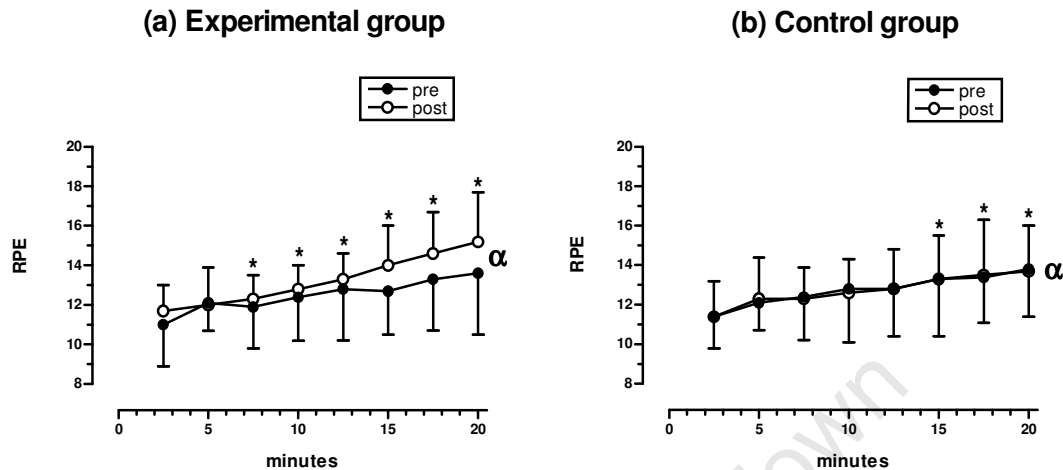 (a) Experimental group
(b) Control group
pre
post
pre
post
20
18
16
14
12
10
8
RPE
* * * * * *
α
0 5 10 15 20
minutes
20
18
16
14
12
10
8
RPE
* * *
α
0 5 10 15 20
minutes